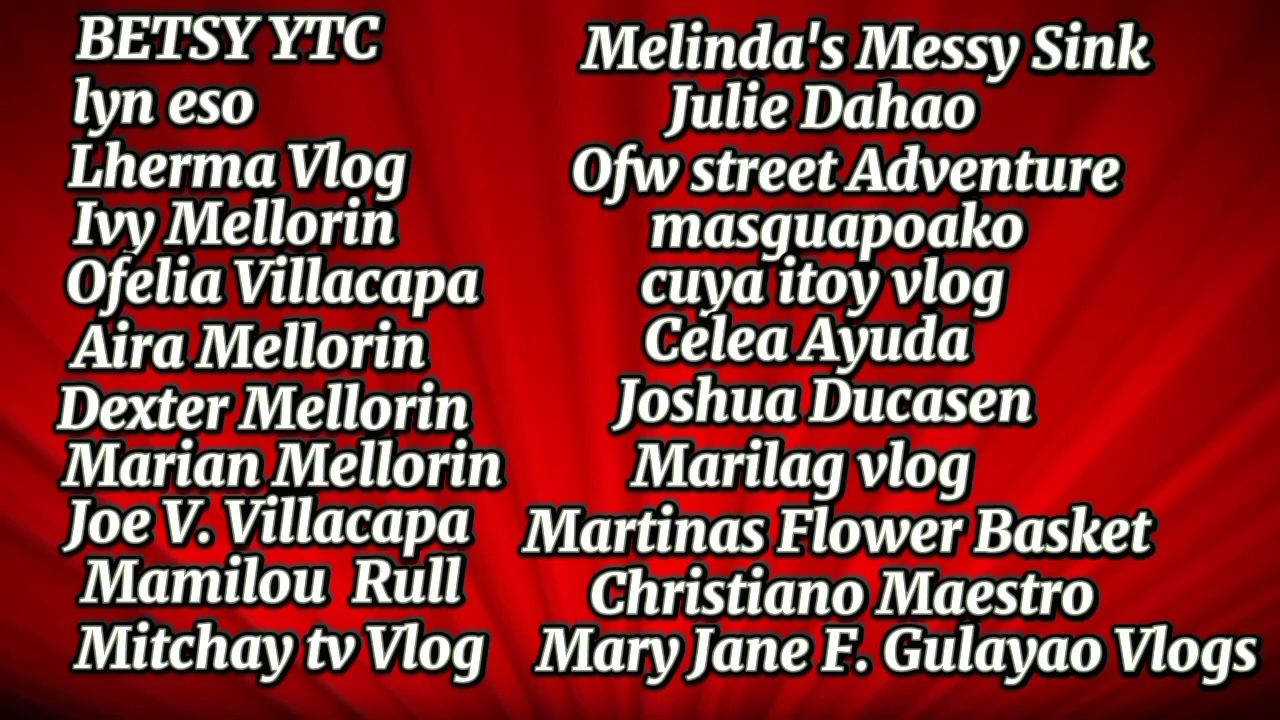 BETSY YTC
lyn eso
Lherma Vlog
Ivy Mellorin
Ofelia Villacapa
Aira Mellorin
Dexter Mellorin
Marian Mellorin
Joe V. Villacapa
Mamilou Rull
Mitchay tv Vlog
Melinda's Messy Sink
Julie Dahao
Ofw street Adventure
masguapoako
cuya itoy vlog
Celea Ayuda
Joshua Ducasen
Marilag vlog
Martinas Flower Basket
Christiano Maestro
Mary Jane F. Gulayao Vlogs